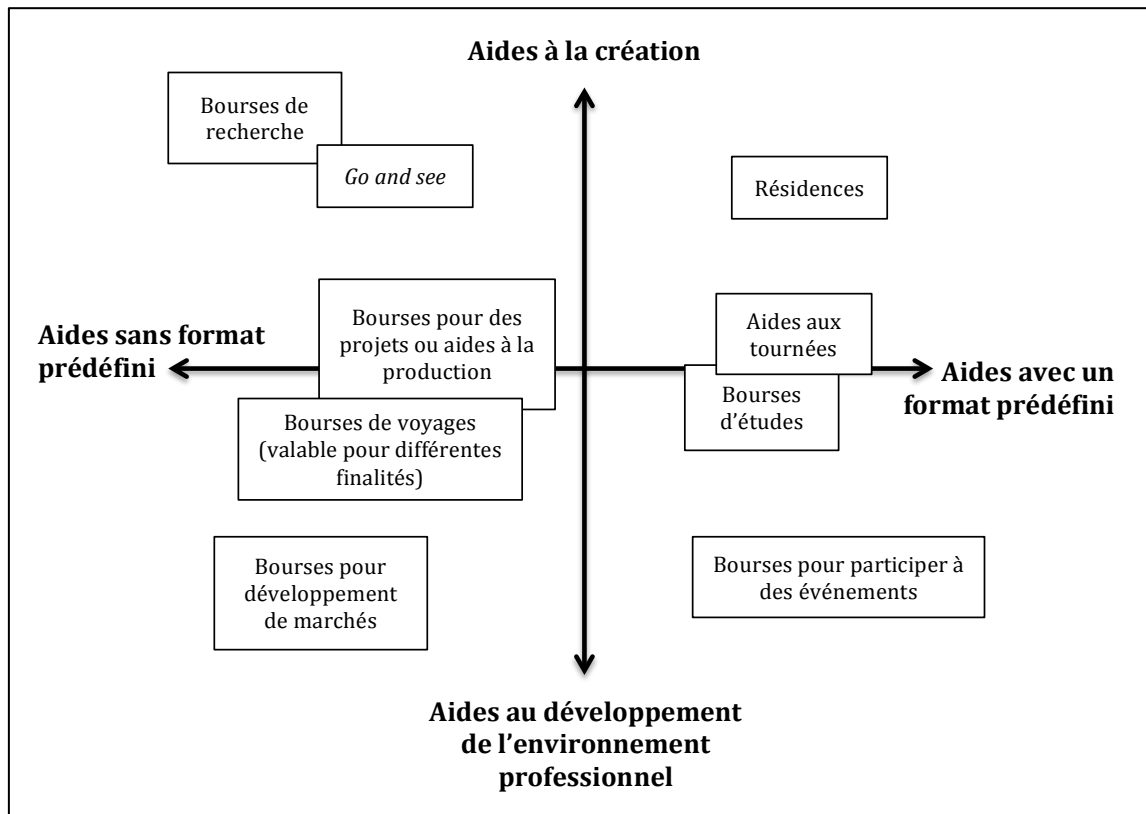 Aides à la création
Bourses de
recherche
Go and see
Résidences
Aides sans format
prédéfini
Bourses pour des
projets ou aides à la
production
Aides aux
tournées
Aides avec un
format prédéfini
Bourses
d’études
Bourses de voyages
(valable pour différentes
finalités)
Bourses pour
développement
de marchés
Bourses pour participer à
des événements
Aides au développement
de l’environnement
professionnel